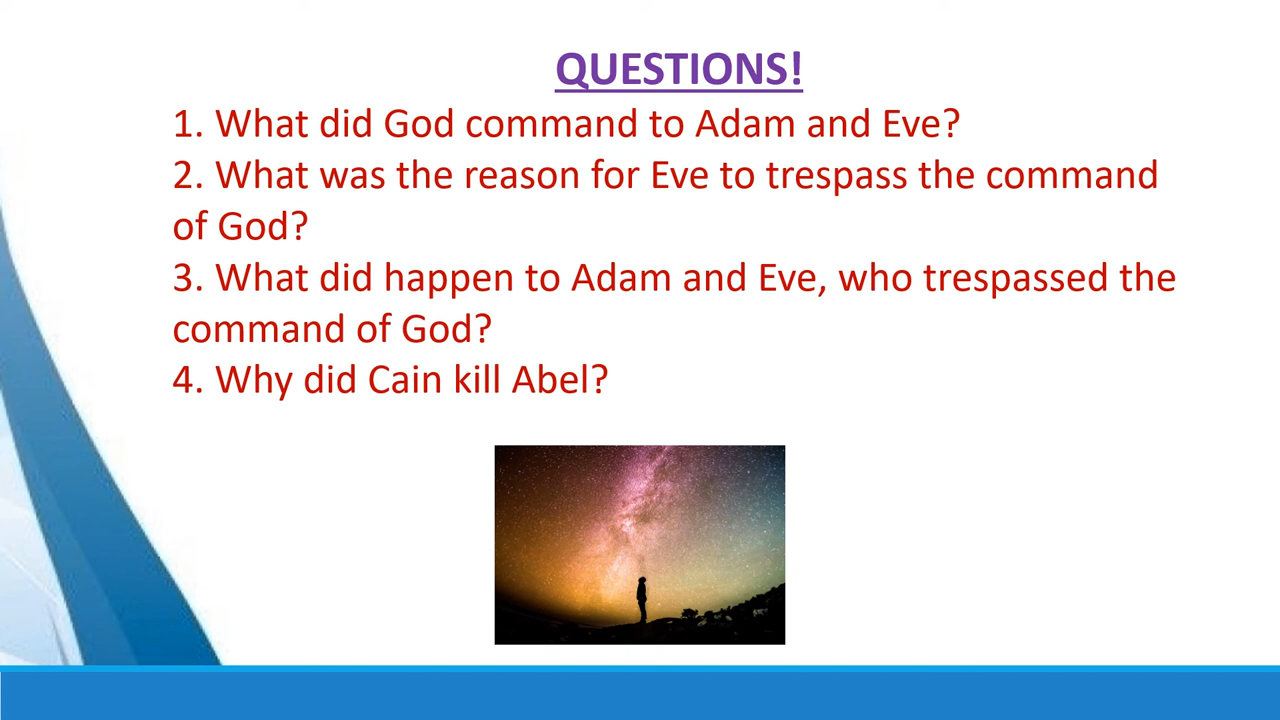 QUESTIONS!
1. What did God command to Adam and Eve?
2. What was the reason for Eve to trespass the command
of God?
3. What did happen to Adam and Eve, who trespassed the
command of God?
4. Why did Cain kill Abel?